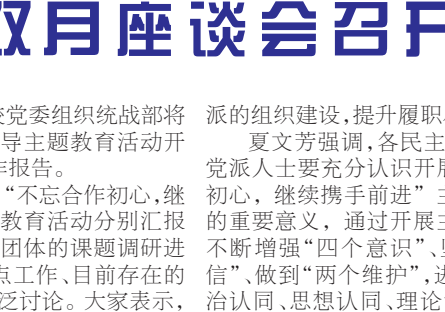 双月座谈会召开
党委组织统战部将
导主题教育活动开
作报告。
“不忘合作初心,继
教育活动分别汇报
团体的课题调研进
点工作、目前存在的
泛讨论。大家表示,
派的组织建设,提升履职
夏文芳强调,各民主
党派人士要充分认识开展
初心，继续携手前进”主
的重要意义，通过开展主
不断增强“四个意识”、坚
信”、做到“两个维护”,进
治认同、思想认同、理论